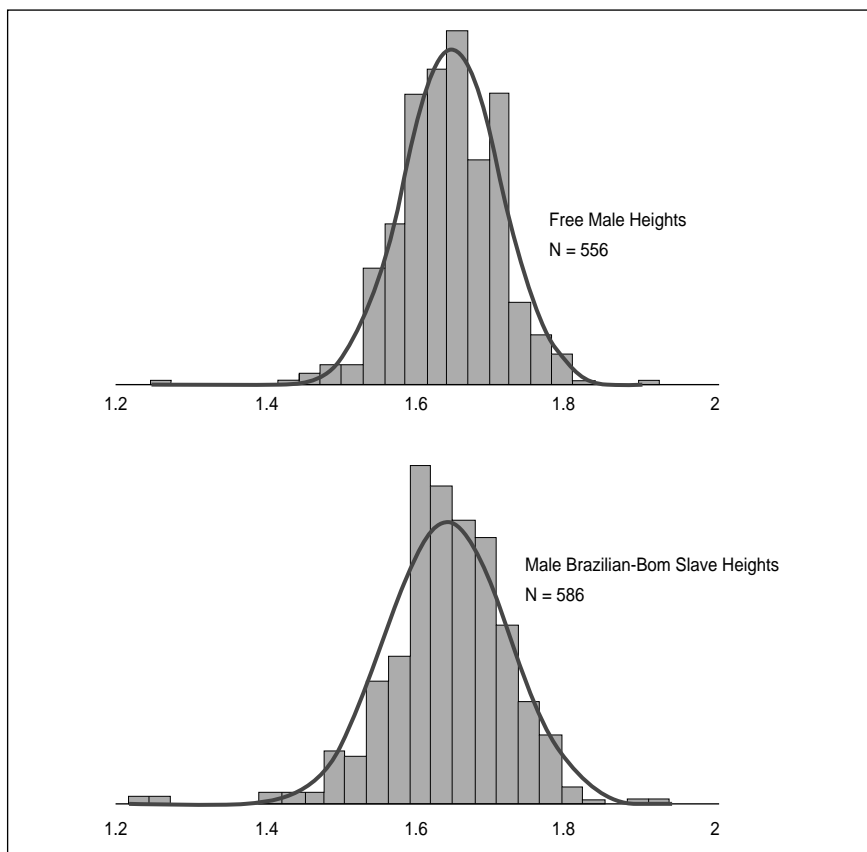 Free Male Heights
N = 556
1.2 1.4 1.6 1.8 2
Male Brazilian-Bom Slave Heights
N = 586
1.2 1.4 1.6 1.8 2